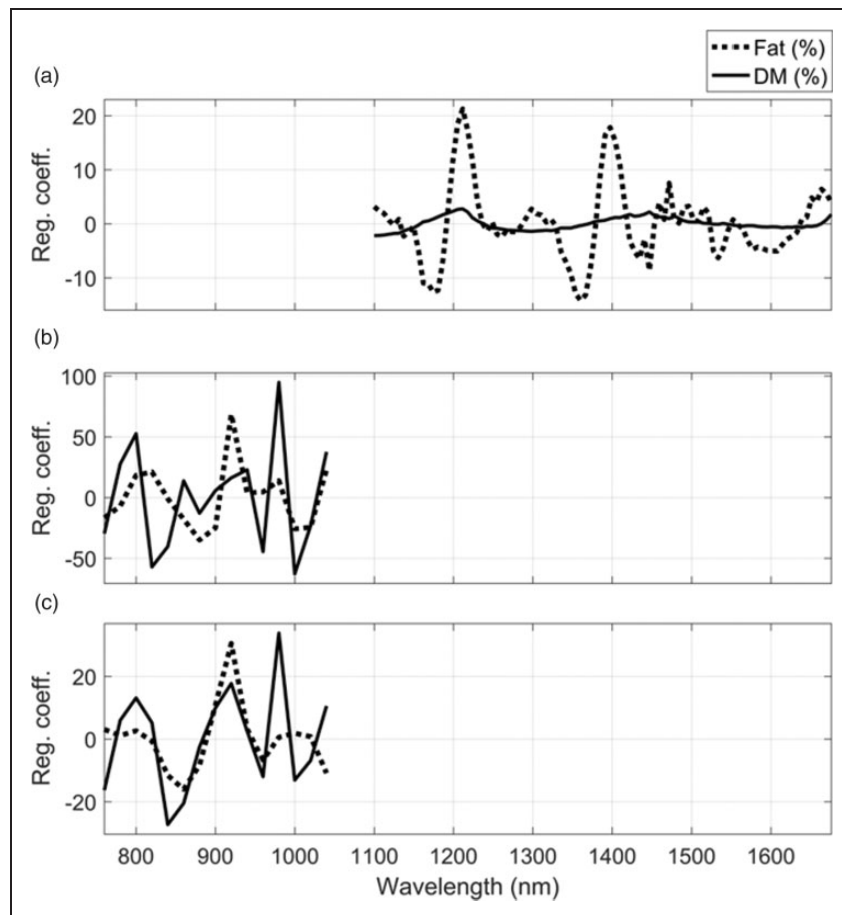 Fat (%)
DM (%)
(a)
20
10
0
-10
Reg. coeff.
(b)
100
50
0
-50
Reg. coeff.
(c)
20
0
-20
Reg. coeff.
800 900 1000 1100 1200 1300 1400 1500 1600
Wavelength (nm)